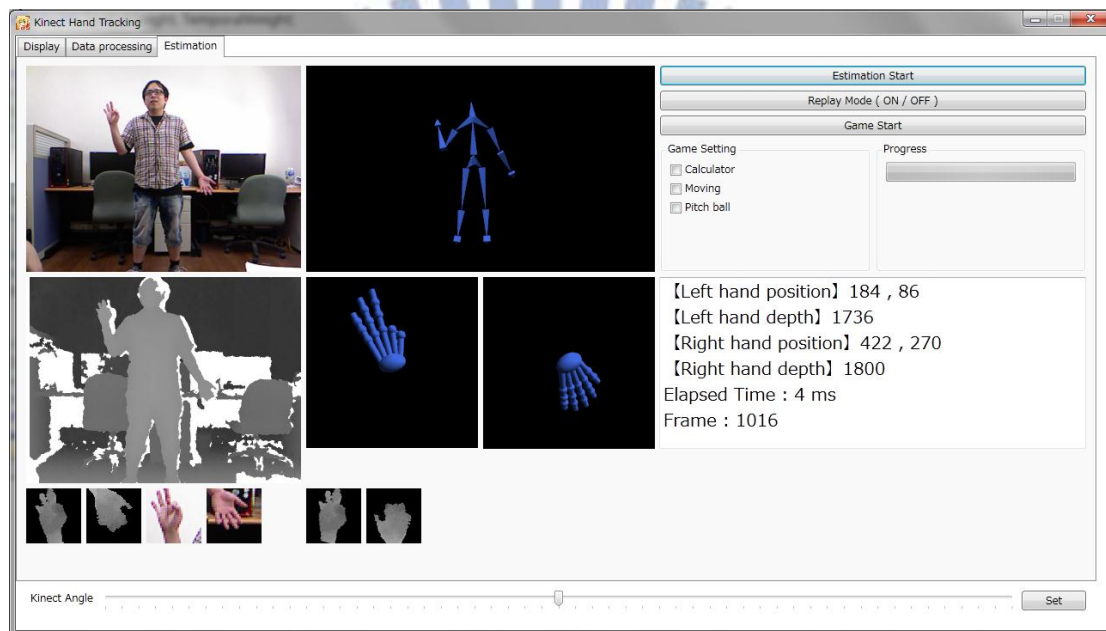 Kinect Hand Tracking
Display
Data processing
Estimation
Estimation Start
Replay Mode ( ON / OFF )
Game Start
Game Setting
Calculator
Moving
Pitch ball
Progress
【Left hand position】184 , 86
【Left hand depth】1736
【Right hand position】422 , 270
【Right hand depth】1800
Elapsed Time : 4 ms
Frame : 1016
Kinect Angle
Set